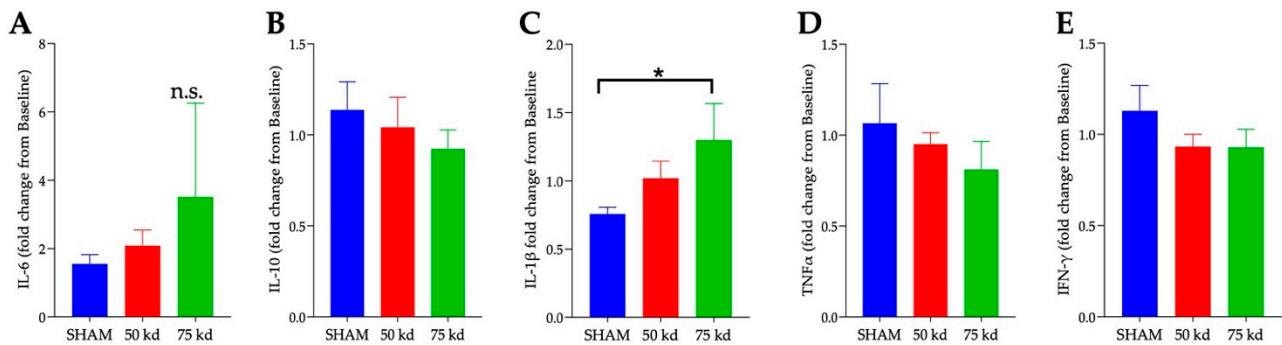 A
IL-6 (fold change from Baseline)
8
6
4
2
0
n.s.
SHAM 50 kd 75 kd
B
IL-10 (fold change from Baseline)
1.5
1.0
0.5
0.0
SHAM 50 kd 75 kd
C
IL-1β fold change from Baseline
2.0
1.5
1.0
0.5
0.0
*
SHAM 50 kd 75 kd
D
TNFα (fold change from Baseline)
1.5
1.0
0.5
0.0
SHAM 50 kd 75 kd
E
IFN-γ (fold change from Baseline)
1.5
1.0
0.5
0.0
SHAM 50 kd 75 kd